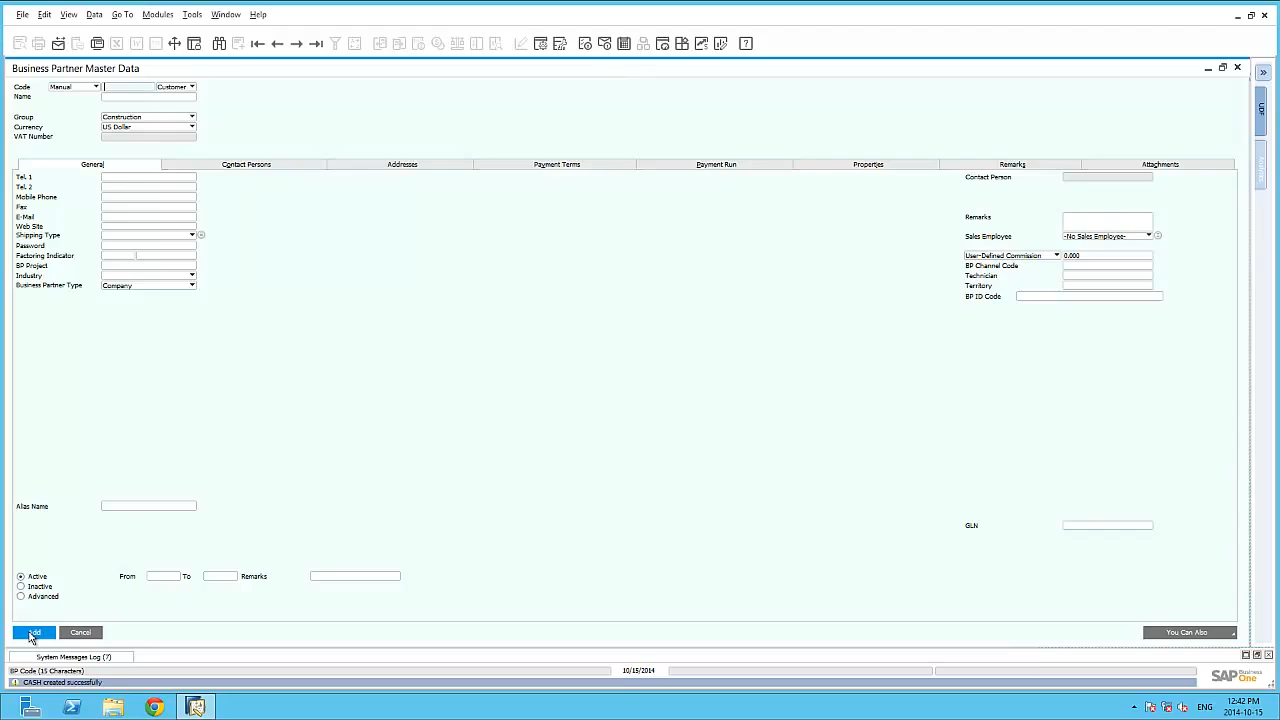 File Edit View Data Go To Modules Tools Window Help
Business Partner Master Data
Code Manual Customer
Name
Group Construction
Currency US Dollar
VAT Number
General Contact Persons Addresses Payment Terms Payment Run Properties Remarks Attachments
Tel. 1 Contact Person
Tel. 2
Mobile Phone
Fax
E-Mail Remarks
Web Site
Shipping Type Sales Employee -No Sales Employee-
Password
Factoring Indicator User-Defined Commission 0.000
BP Project BP Channel Code
Industry Technician
Business Partner Type Company Territory
BP ID Code
Alias Name
GLN
Active From To Remarks
Inactive
Advanced
Add Cancel You Can Also
System Messages Log (7)
BP Code (15 Characters) 10/15/2014
CASH created successfully
SAP Business One
UDF
ENG 12:42 PM
2014-10-15